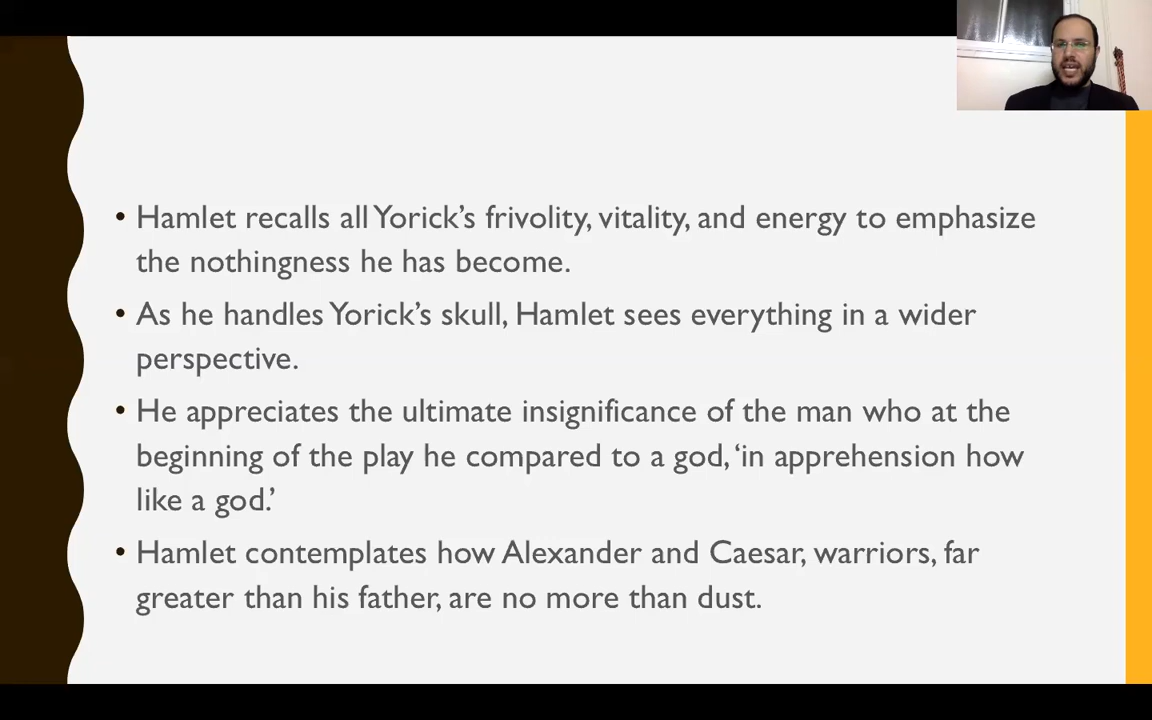 • Hamlet recalls all Yorick’s frivolity, vitality, and energy to emphasize
the nothingness he has become.
• As he handles Yorick’s skull, Hamlet sees everything in a wider
perspective.
• He appreciates the ultimate insignificance of the man who at the
beginning of the play he compared to a god, ‘in apprehension how
like a god.’
• Hamlet contemplates how Alexander and Caesar, warriors, far
greater than his father, are no more than dust.